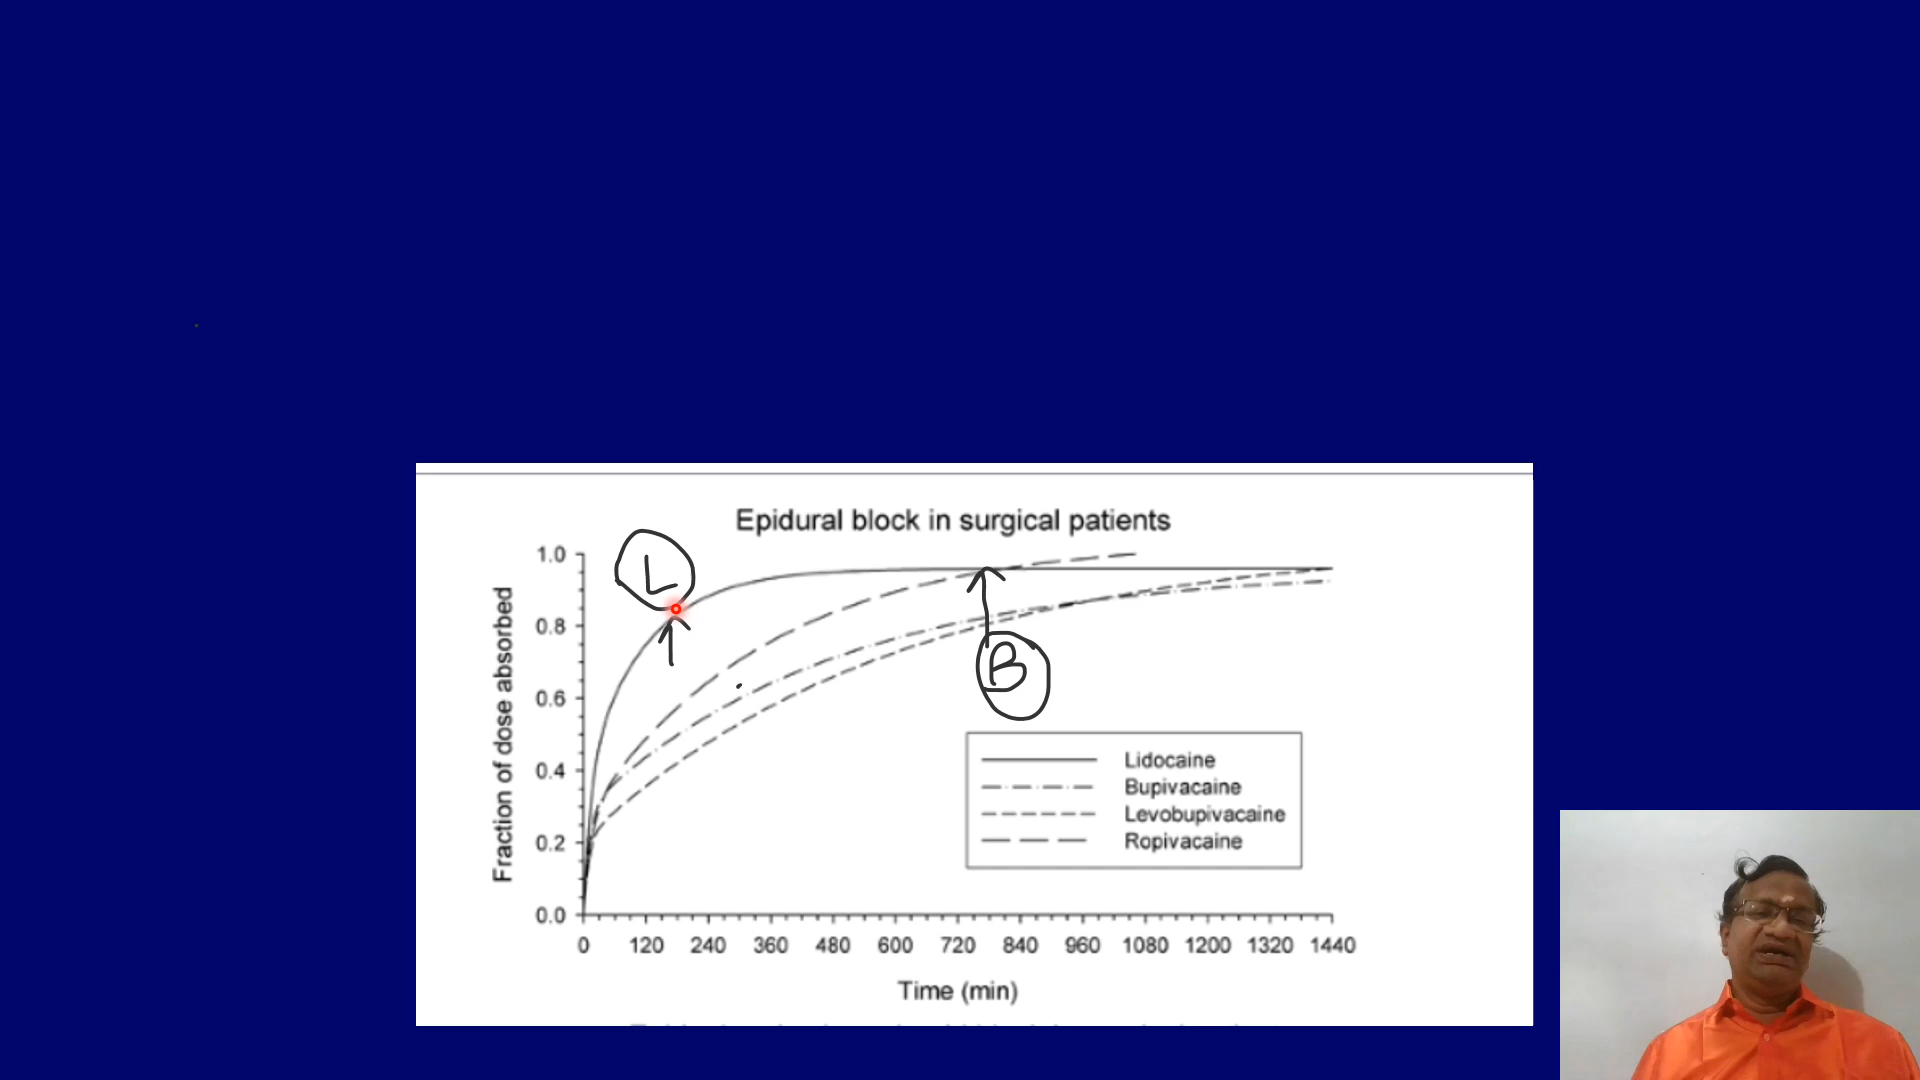 Epidural block in surgical patients
L
B
Fraction of dose absorbed
1.0
0.8
0.6
0.4
0.2
0.0
Lidocaine
Bupivacaine
Levobupivacaine
Ropivacaine
0 120 240 360 480 600 720 840 960 1080 1200 1320 1440
Time (min)